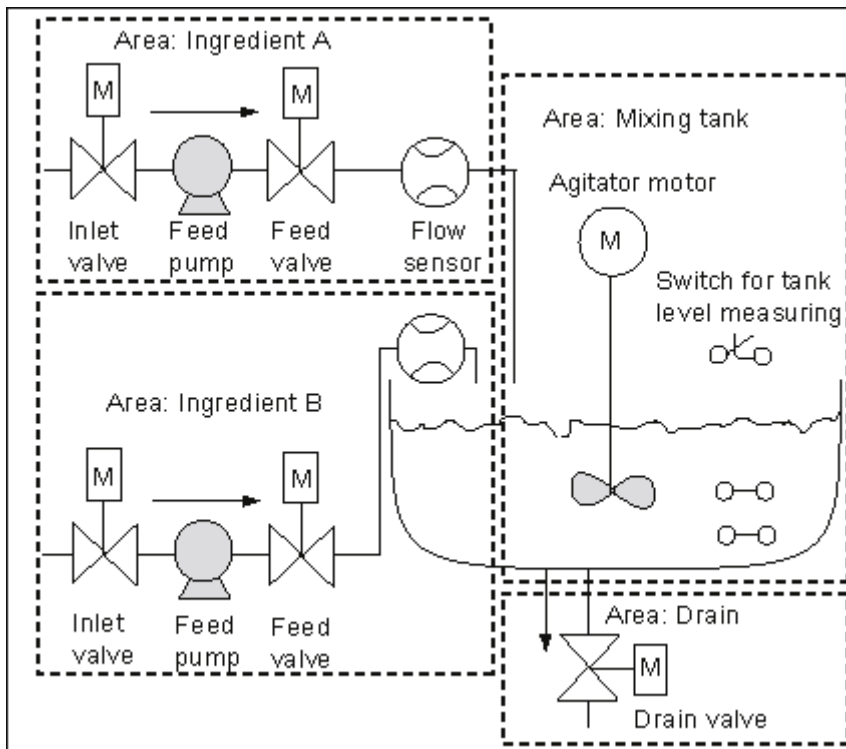 Area: Ingredient A
M
M
Inlet
valve
Feed
pump
Feed
valve
Flow
sensor
Area: Mixing tank
Agitator motor
M
Switch for tank
level measuring
Area: Ingredient B
M
M
Inlet
valve
Feed
pump
Feed
valve
Area: Drain
M
Drain valve